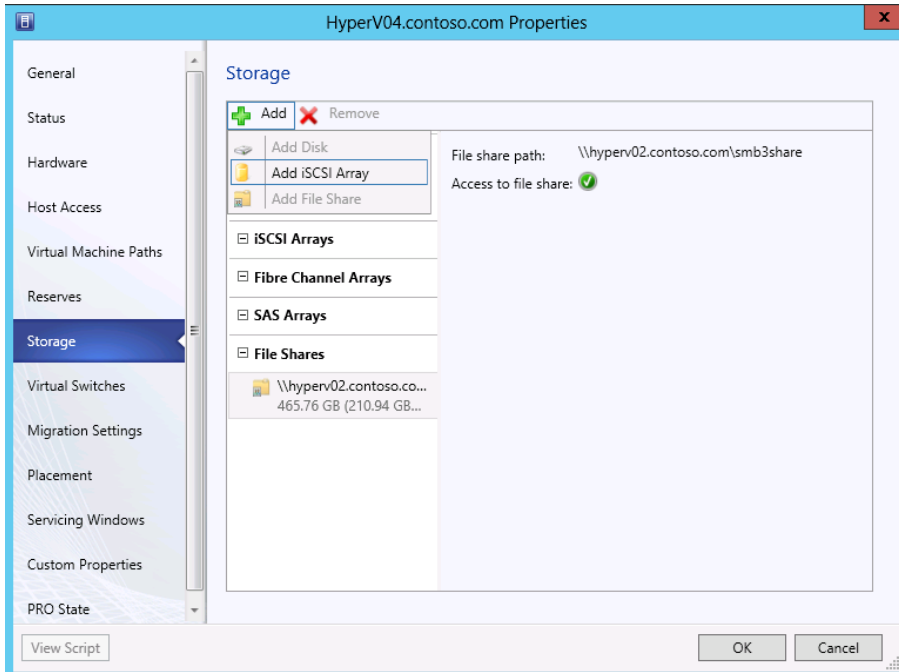 HyperV04.contoso.com Properties
x
General
Status
Hardware
Host Access
Virtual Machine Paths
Reserves
Storage
Virtual Switches
Migration Settings
Placement
Servicing Windows
Custom Properties
PRO State
Storage
Add
Remove
Add Disk
Add iSCSI Array
Add File Share
iSCSI Arrays
Fibre Channel Arrays
SAS Arrays
File Shares
\\hyperv02.contoso.co...
465.76 GB (210.94 GB...
File share path: \\hyperv02.contoso.com\smb3share
Access to file share:
View Script
OK
Cancel